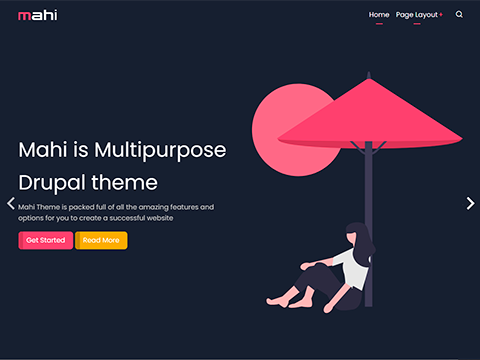 mahi
Home Page Layout +
Mahi is Multipurpose
Drupal theme
Mahi Theme is packed full of all the amazing features and
options for you to create a successful website
Get Started Read More